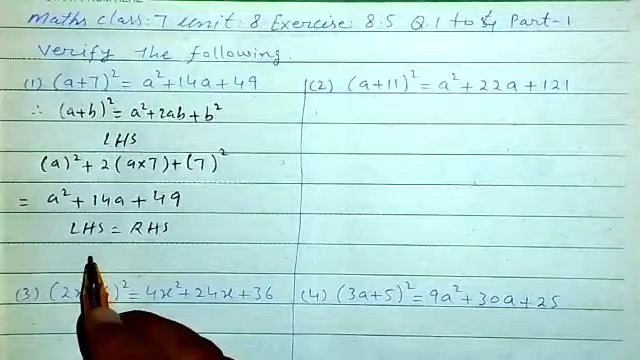 Maths class: 7 unit: 8 Exercise: 8.5 Q.1 to 4 Part-1
Verify the following.
(1) (a+7)² = a²+14a+49
∴ (a+b)² = a²+2ab+b²
LHS
(a)²+2(a×7)+(7)²
= a²+14a+49
LHS = RHS
(2) (a+11)² = a²+22a+121
(3) (2x )² = 4x²+24x+36
(4) (3a+5)² = 9a²+30a+25